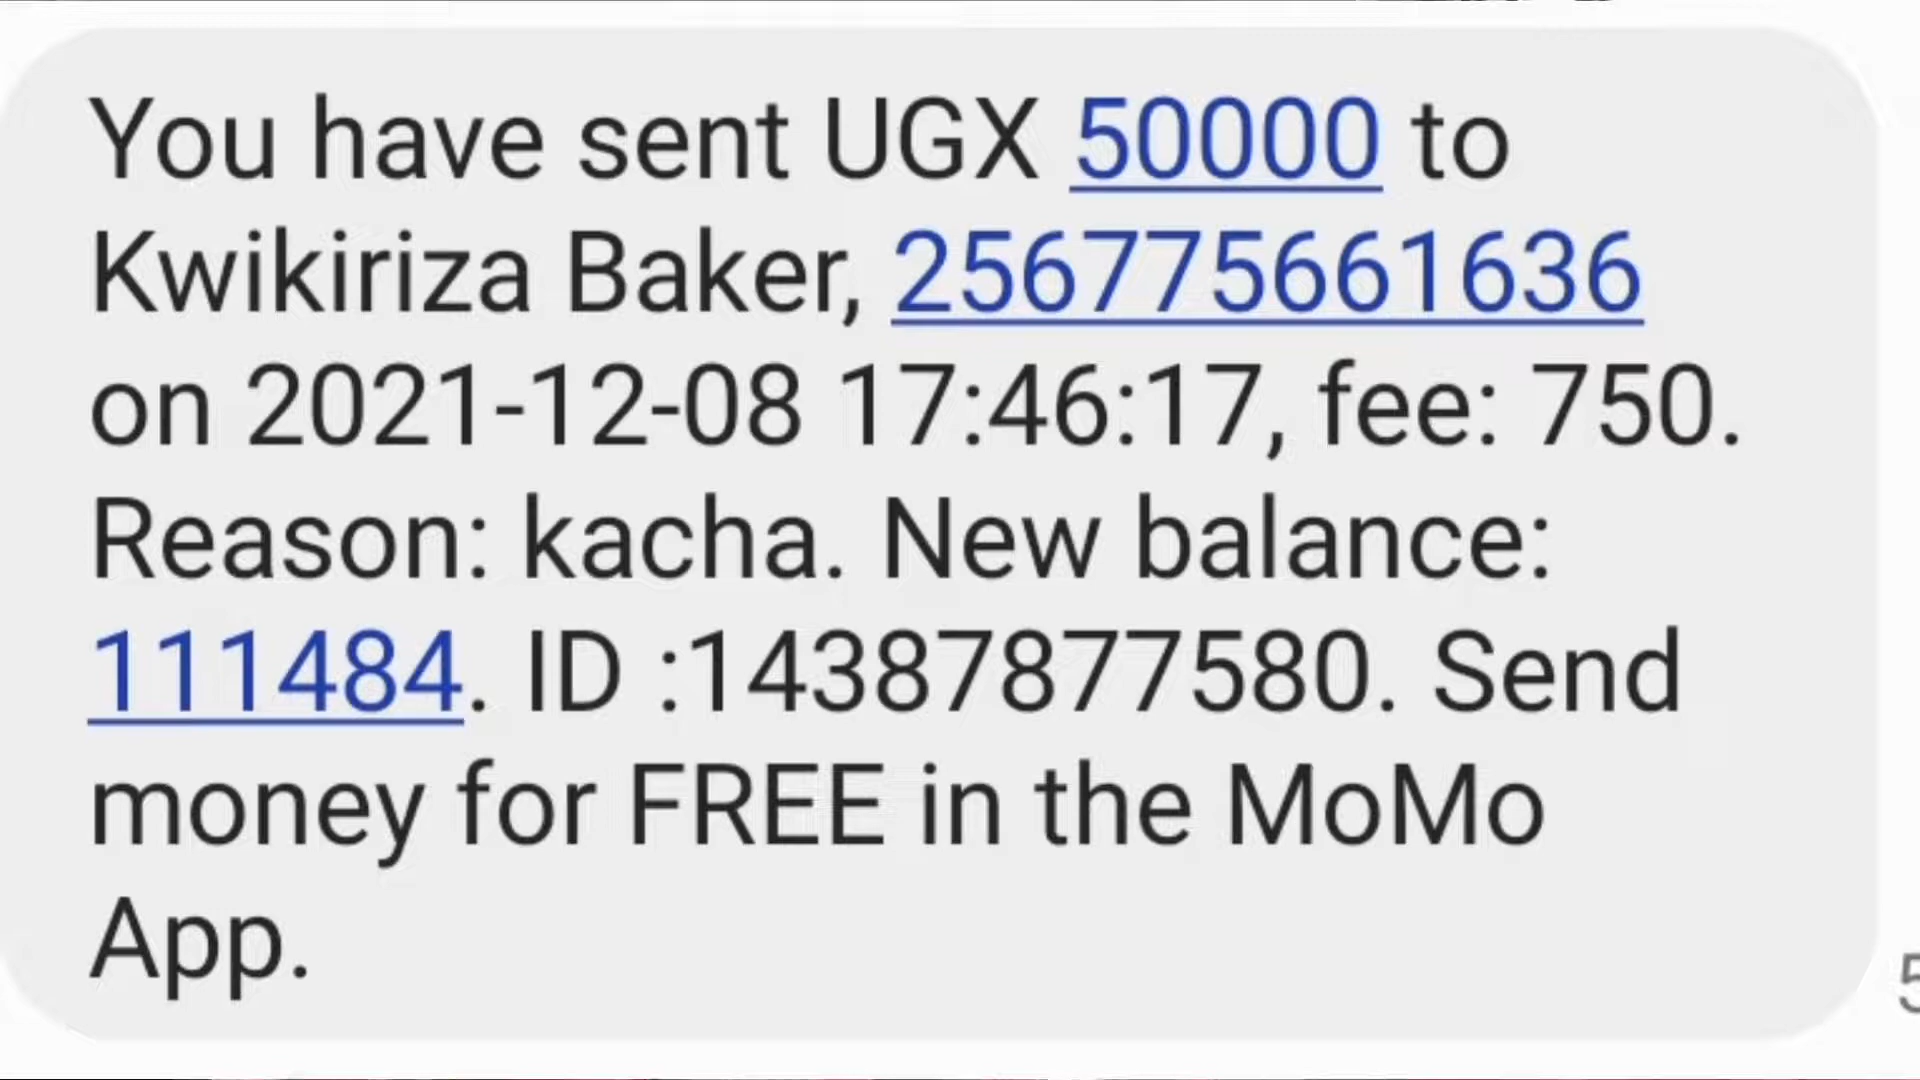 You have sent UGX 50000 to
Kwikiriza Baker, 256775661636
on 2021-12-08 17:46:17, fee: 750.
Reason: kacha. New balance:
111484. ID :14387877580. Send
money for FREE in the MoMo
App.